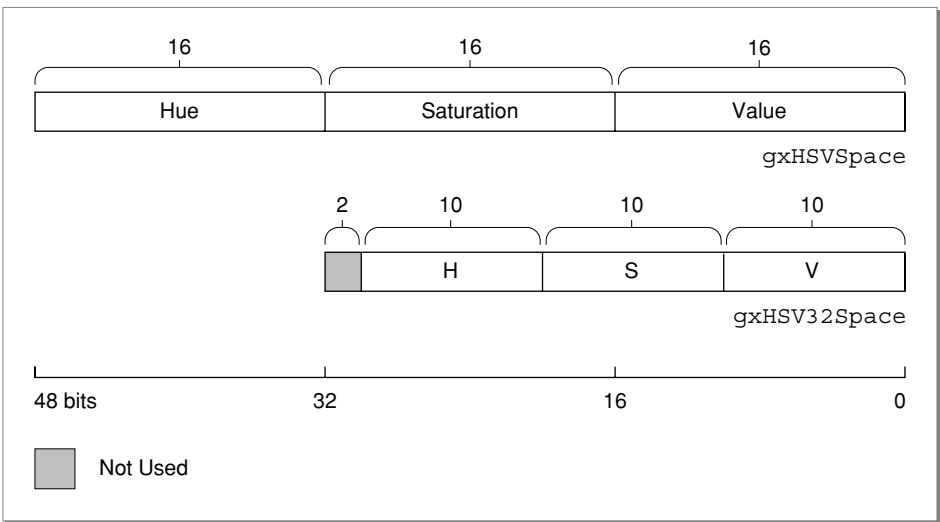 16 16 16
Hue Saturation Value
gxHSVSpace
2 10 10 10
H S V
gxHSV32Space
48 bits 32 16 0
Not Used